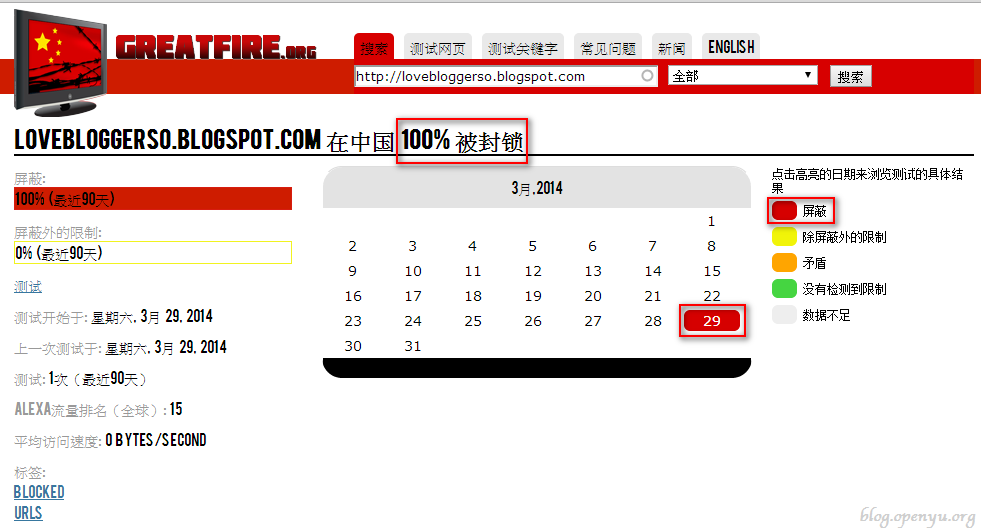 GREATFIRE.org
搜索 测试网页 测试关键字 常见问题 新闻 ENGLISH
http://lovebloggerso.blogspot.com 全部 搜索
LOVEBLOGGERSO.BLOGSPOT.COM 在中国 100% 被封锁
屏蔽:
100% (最近90天)
屏蔽外的限制:
0% (最近90天)
测试
测试开始于: 星期六, 3月 29, 2014
上一次测试于: 星期六, 3月 29, 2014
测试: 1次（最近90天）
ALEXA流量排名（全球）: 15
平均访问速度: 0 BYTES/SECOND
标签:
BLOCKED
URLS
3月, 2014
1
2 3 4 5 6 7 8
9 10 11 12 13 14 15
16 17 18 19 20 21 22
23 24 25 26 27 28 29
30 31
点击高亮的日期来浏览测试的具体结
果
屏蔽
除屏蔽外的限制
矛盾
没有检测到限制
数据不足
blog.openyu.org